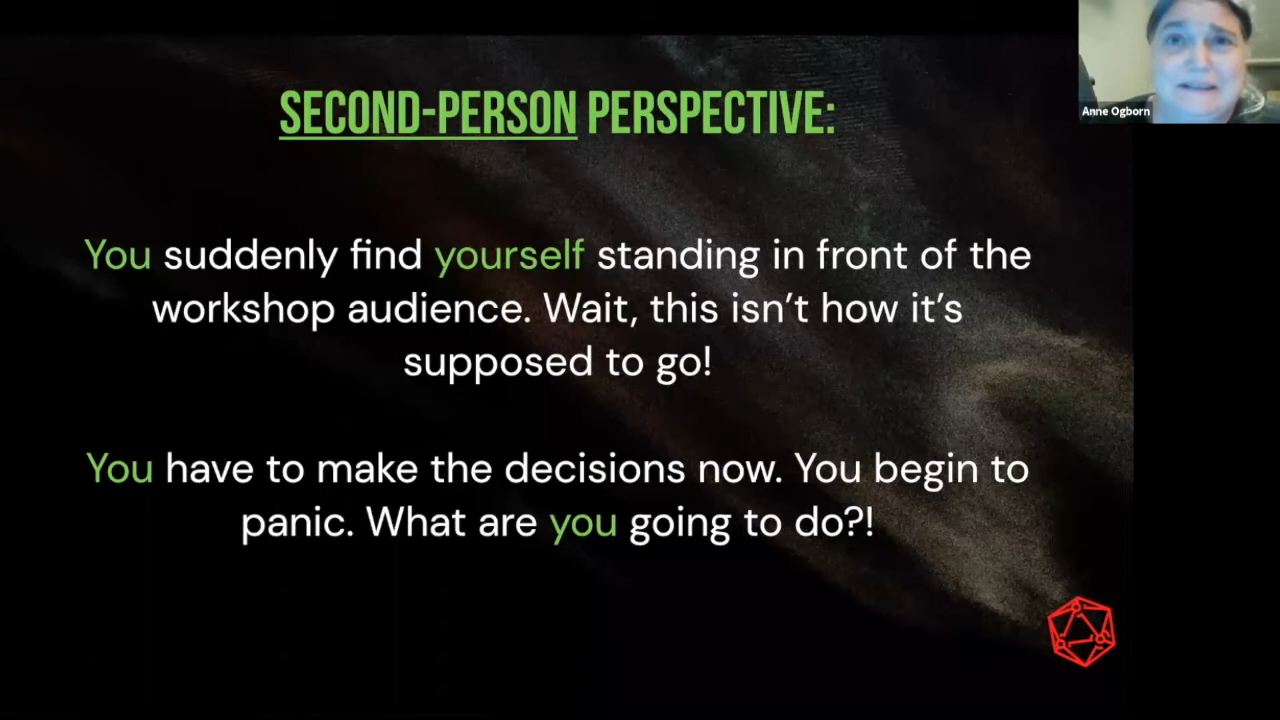 SECOND-PERSON PERSPECTIVE:
Anne Ogborn
You suddenly find yourself standing in front of the
workshop audience. Wait, this isn’t how it’s
supposed to go!
You have to make the decisions now. You begin to
panic. What are you going to do?!